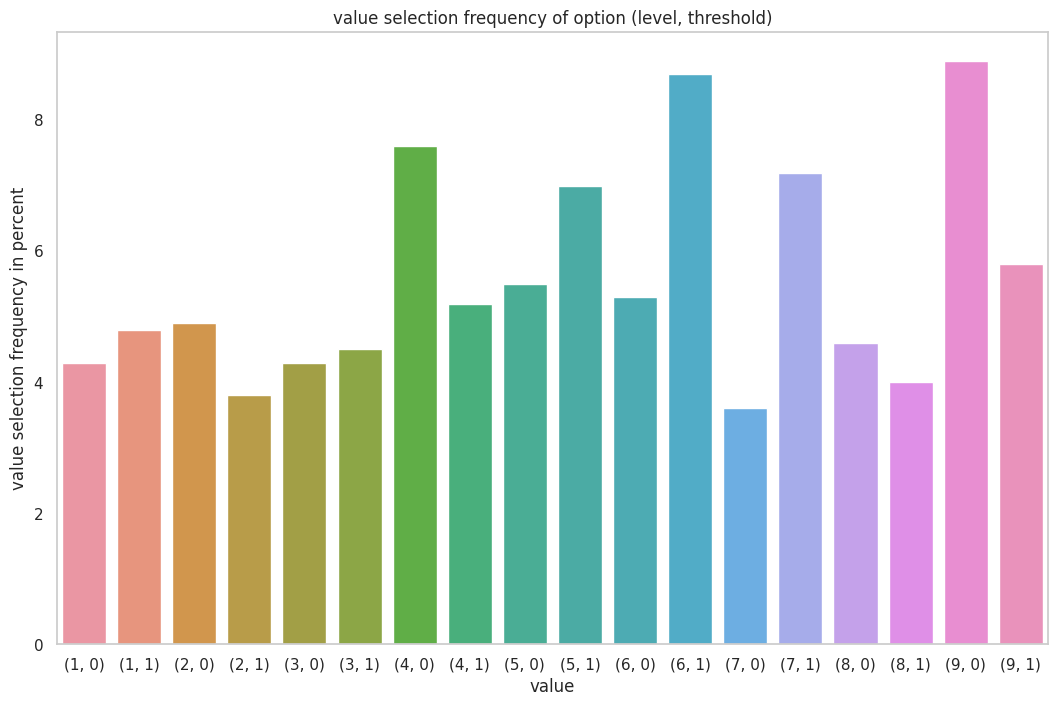 value selection frequency of option (level, threshold)
value selection frequency in percent
8
6
4
2
0
(1, 0) (1, 1) (2, 0) (2, 1) (3, 0) (3, 1) (4, 0) (4, 1) (5, 0) (5, 1) (6, 0) (6, 1) (7, 0) (7, 1) (8, 0) (8, 1) (9, 0) (9, 1)
value